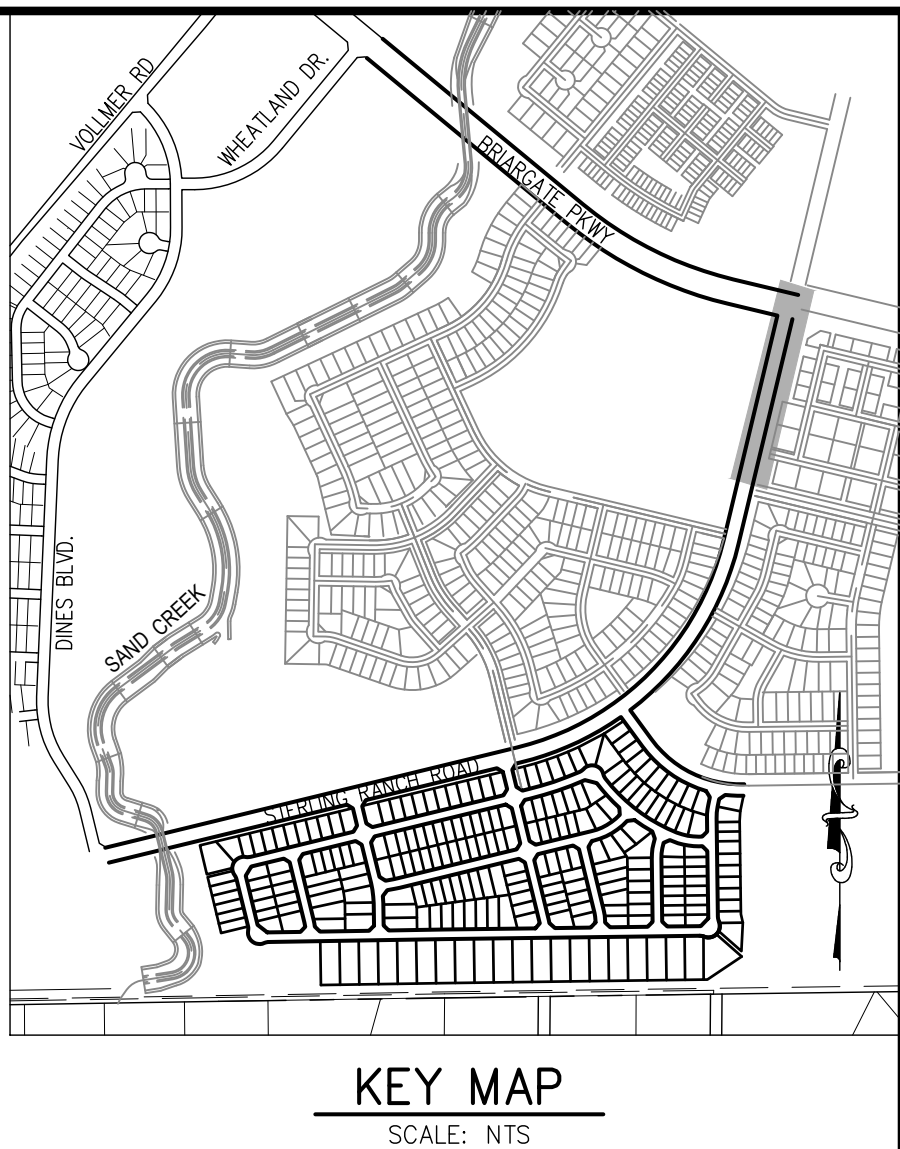 VOLLMER RD
WHEATLAND DR.
BRIARGATE PKWY
DINES BLVD.
SAND CREEK
STERLING RANCH ROAD
KEY MAP
SCALE: NTS